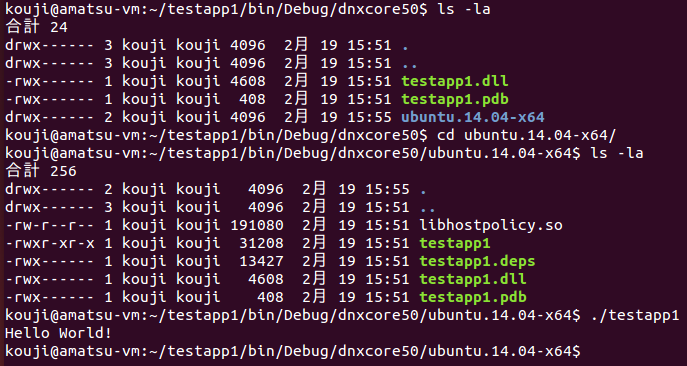 kouji@amatsu-vm:~/testapp1/bin/Debug/dnxcore50$ ls -la
合計 24
drwx------ 3 kouji kouji 4096  2月 19 15:51 .
drwx------ 3 kouji kouji 4096  2月 19 15:51 ..
-rwx------ 1 kouji kouji 4608  2月 19 15:51 testapp1.dll
-rwx------ 1 kouji kouji  408  2月 19 15:51 testapp1.pdb
drwx------ 2 kouji kouji 4096  2月 19 15:55 ubuntu.14.04-x64
kouji@amatsu-vm:~/testapp1/bin/Debug/dnxcore50$ cd ubuntu.14.04-x64/
kouji@amatsu-vm:~/testapp1/bin/Debug/dnxcore50/ubuntu.14.04-x64$ ls -la
合計 256
drwx------ 2 kouji kouji   4096  2月 19 15:55 .
drwx------ 3 kouji kouji   4096  2月 19 15:51 ..
-rw-r--r-- 1 kouji kouji 191080  2月 19 15:51 libhostpolicy.so
-rwxr-xr-x 1 kouji kouji  31208  2月 19 15:51 testapp1
-rwx------ 1 kouji kouji  13427  2月 19 15:51 testapp1.deps
-rwx------ 1 kouji kouji   4608  2月 19 15:51 testapp1.dll
-rwx------ 1 kouji kouji    408  2月 19 15:51 testapp1.pdb
kouji@amatsu-vm:~/testapp1/bin/Debug/dnxcore50/ubuntu.14.04-x64$ ./testapp1
Hello World!
kouji@amatsu-vm:~/testapp1/bin/Debug/dnxcore50/ubuntu.14.04-x64$